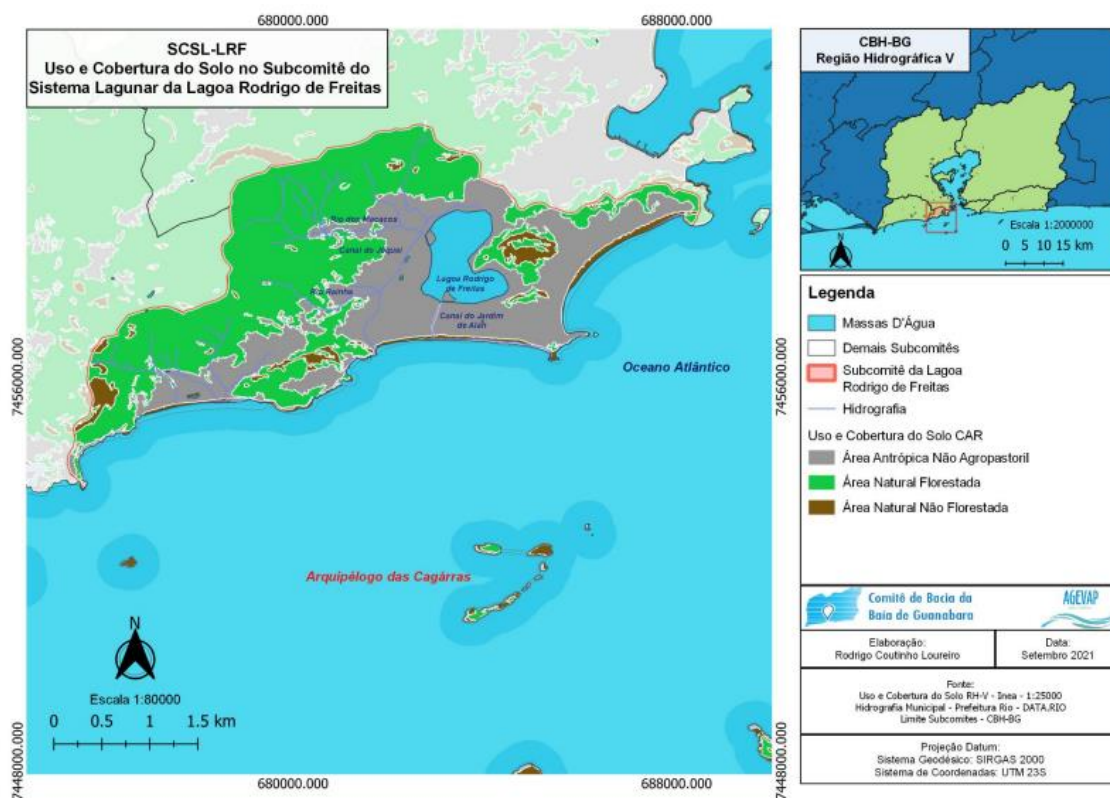 680000.000
688000.000
SCSL-LRF
Uso e Cobertura do Solo no Subcomitê do
Sistema Lagunar da Lagoa Rodrigo de Freitas
Rio dos Macacos
Canal do Jóquei
Rio Rainha
Lagoa Rodrigo
de Freitas
Canal do Jardim
de Alah
7456000.000
7456000.000
Oceano Atlântico
Arquipélogo das Cagárras
N
Escala 1:80000
0 0.5 1 1.5 km
7448000.000
7448000.000
680000.000
688000.000
CBH-BG
Região Hidrográfica V
N
Escala 1:2000000
0 5 10 15 km
Legenda
Massas D'Água
Demais Subcomitês
Subcomitê da Lagoa
Rodrigo de Freitas
Hidrografia
Uso e Cobertura do Solo CAR
Área Antrópica Não Agropastoril
Área Natural Florestada
Área Natural Não Florestada
Comitê de Bacia da
Baía de Guanabara
AGEVAP
Elaboração:
Rodrigo Coutinho Loureiro
Data:
Setembro 2021
Fonte:
Uso e Cobertura do Solo RH-V - Inea - 1:25000
Hidrografia Municipal - Prefeitura Rio - DATA.RIO
Limite Subcomites - CBH-BG
Projeção Datum:
Sistema Geodésico: SIRGAS 2000
Sistema de Coordenadas: UTM 23S